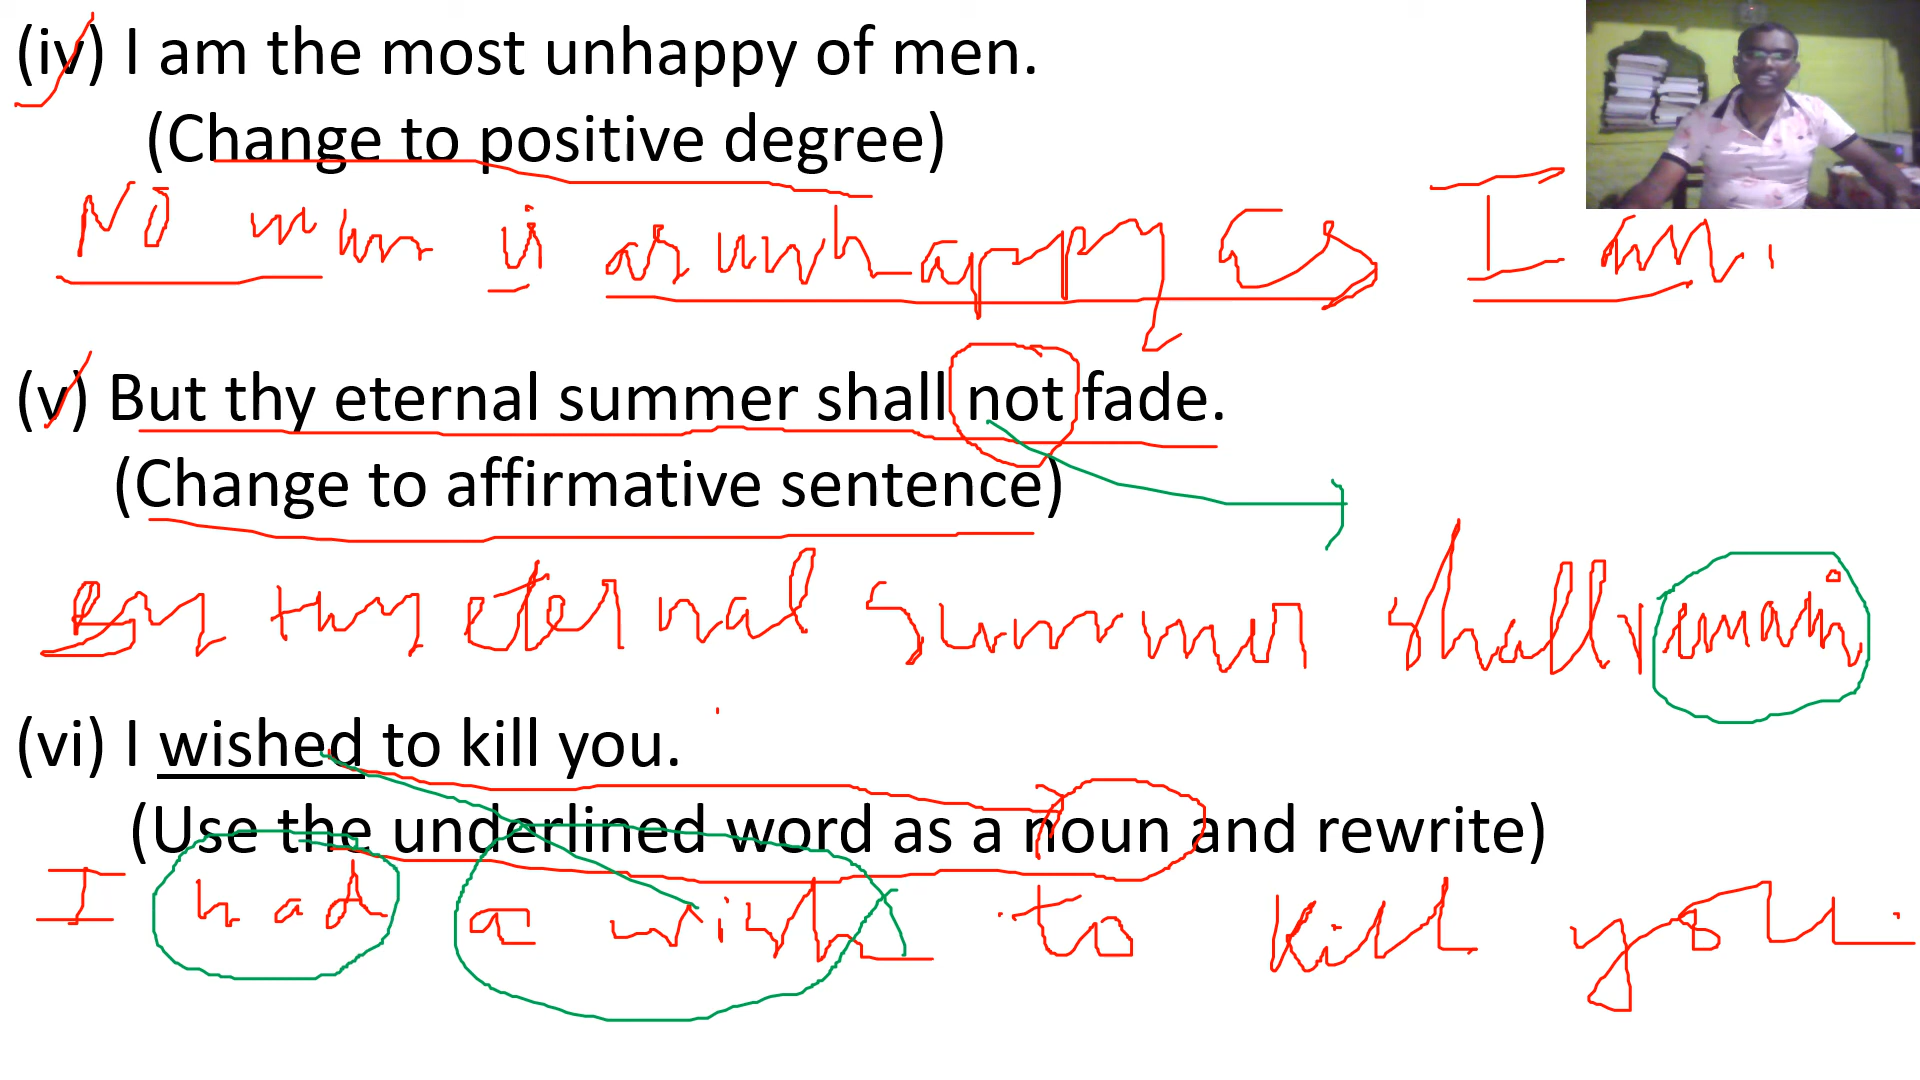 (iv) I am the most unhappy of men.
(Change to positive degree)
No man is as unhappy as I am.
(v) But thy eternal summer shall not fade.
(Change to affirmative sentence)
thy eternal summer shall remain
(vi) I wished to kill you.
(Use the underlined word as a noun and rewrite)
I had a wish to kill you.